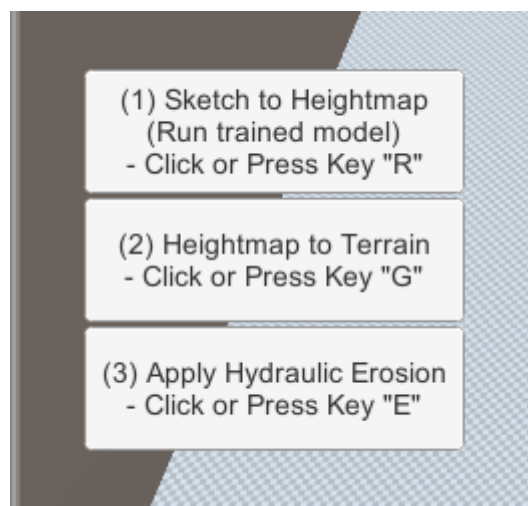 (1) Sketch to Heightmap
(Run trained model)
- Click or Press Key "R"
(2) Heightmap to Terrain
- Click or Press Key "G"
(3) Apply Hydraulic Erosion
- Click or Press Key "E"